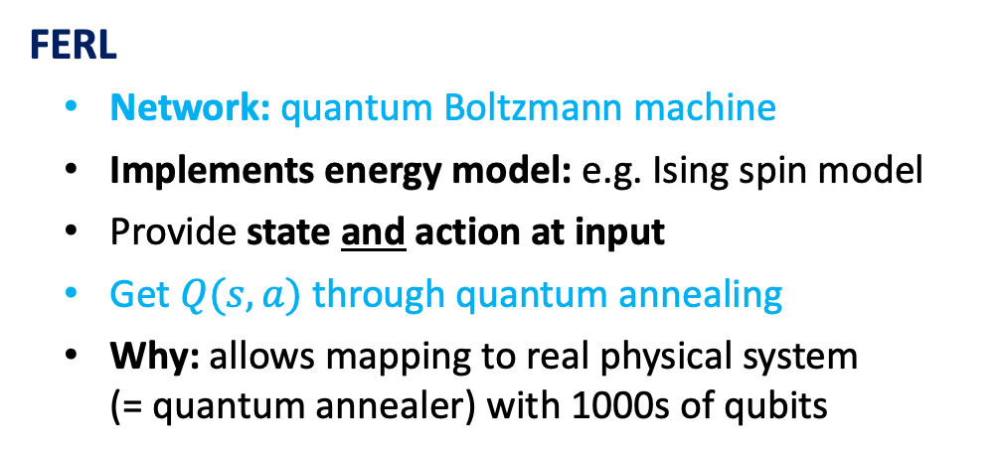 FERL
• Network: quantum Boltzmann machine
• Implements energy model: e.g. Ising spin model
• Provide state and action at input
• Get Q(s, a) through quantum annealing
• Why: allows mapping to real physical system
(= quantum annealer) with 1000s of qubits